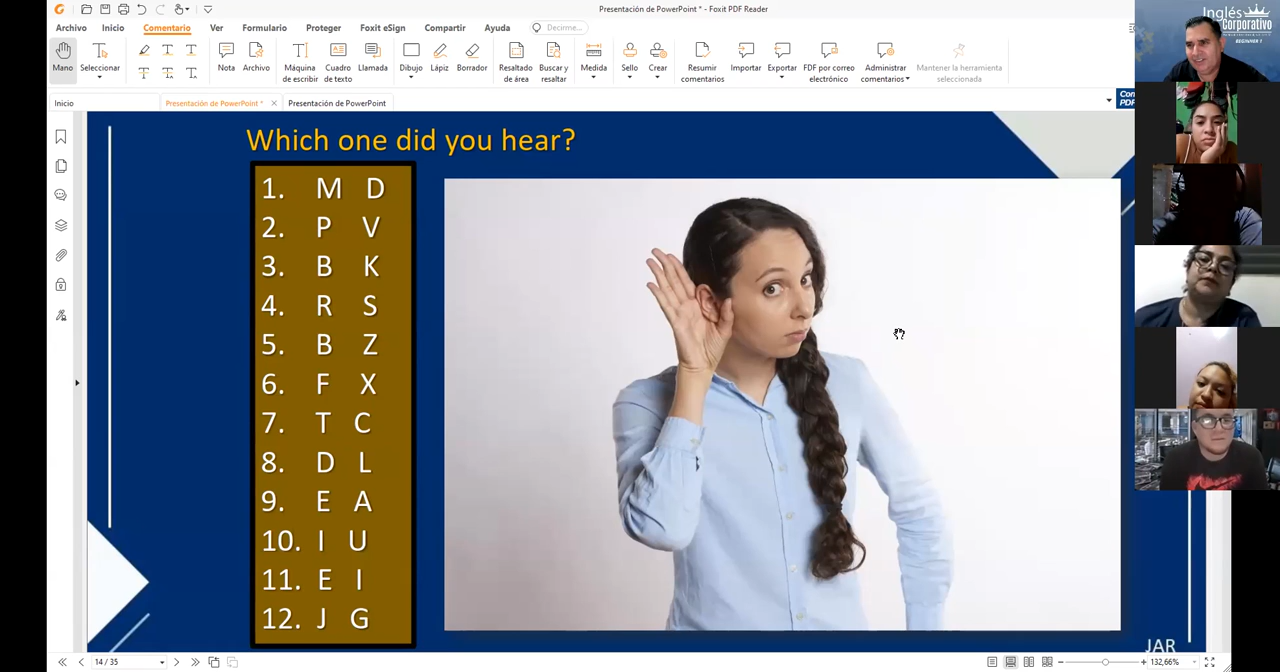 Presentación de PowerPoint * - Foxit PDF Reader
Archivo Inicio Comentario Ver Formulario Proteger Foxit eSign Compartir Ayuda Decirme...
Mano
Seleccionar
Nota
Archivo
Máquina de escribir
Cuadro de texto
Llamada
Dibujo
Lápiz
Borrador
Resaltado de área
Buscar y resaltar
Medida
Sello
Crear
Resumir comentarios
Importar
Exportar
FDF por correo electrónico
Administrar comentarios
Mantener la herramienta seleccionada
Inicio
Presentación de PowerPoint *
Presentación de PowerPoint
Which one did you hear?
1. M D
2. P V
3. B K
4. R S
5. B Z
6. F X
7. T C
8. D L
9. E A
10. I U
11. E I
12. J G
JAR
14 / 35
132,66%
Inglés
Corporativo
BEGINNER 1